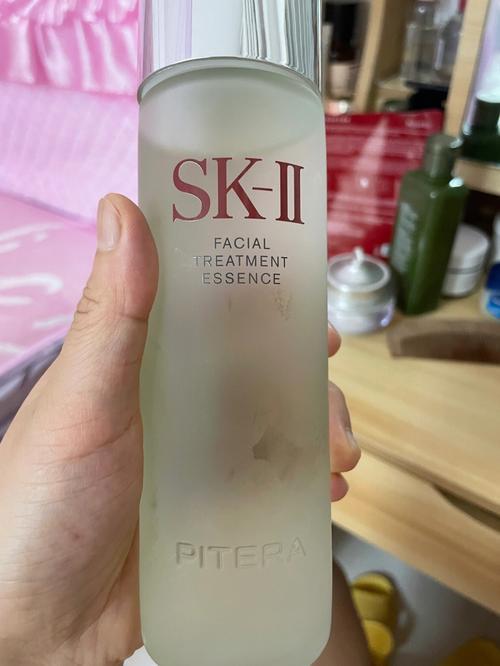 SK-II
FACIAL
TREATMENT
ESSENCE
PITERA